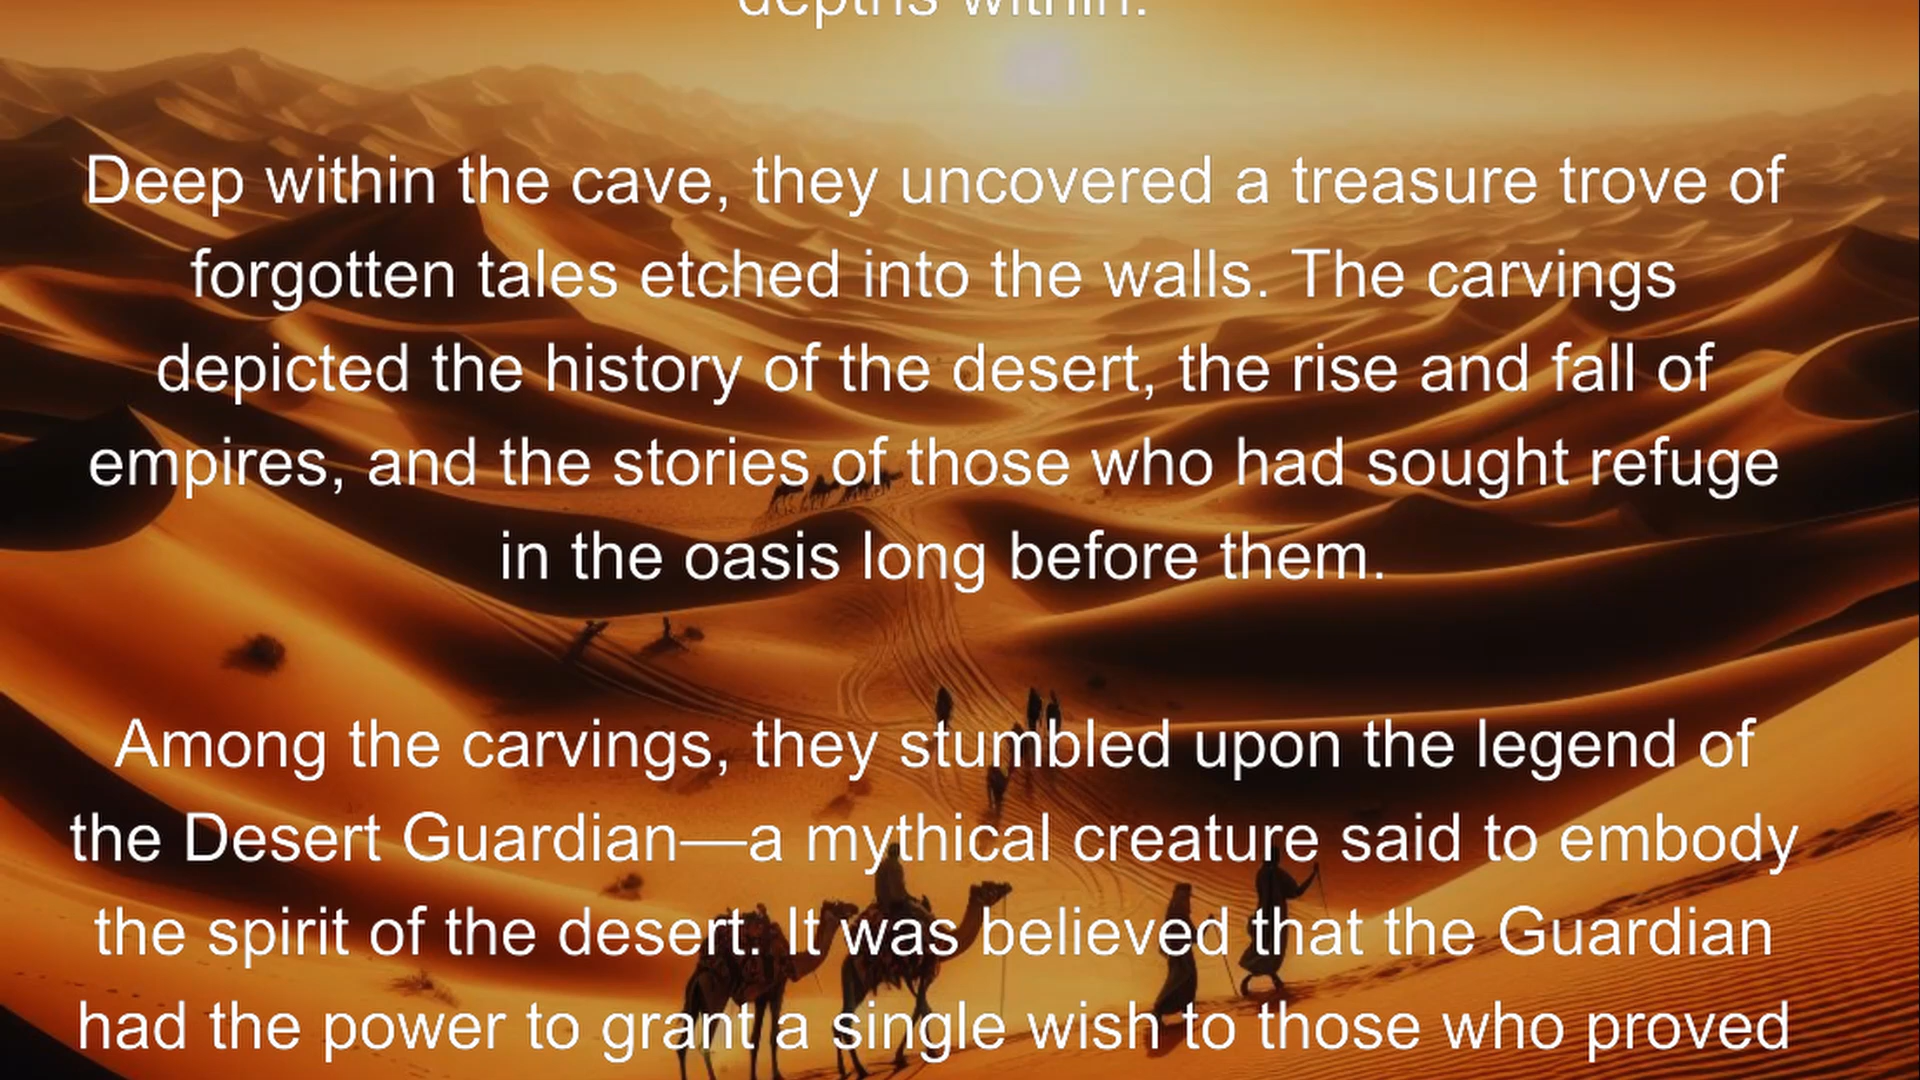 depths within.
Deep within the cave, they uncovered a treasure trove of
forgotten tales etched into the walls. The carvings
depicted the history of the desert, the rise and fall of
empires, and the stories of those who had sought refuge
in the oasis long before them.
Among the carvings, they stumbled upon the legend of
the Desert Guardian—a mythical creature said to embody
the spirit of the desert. It was believed that the Guardian
had the power to grant a single wish to those who proved